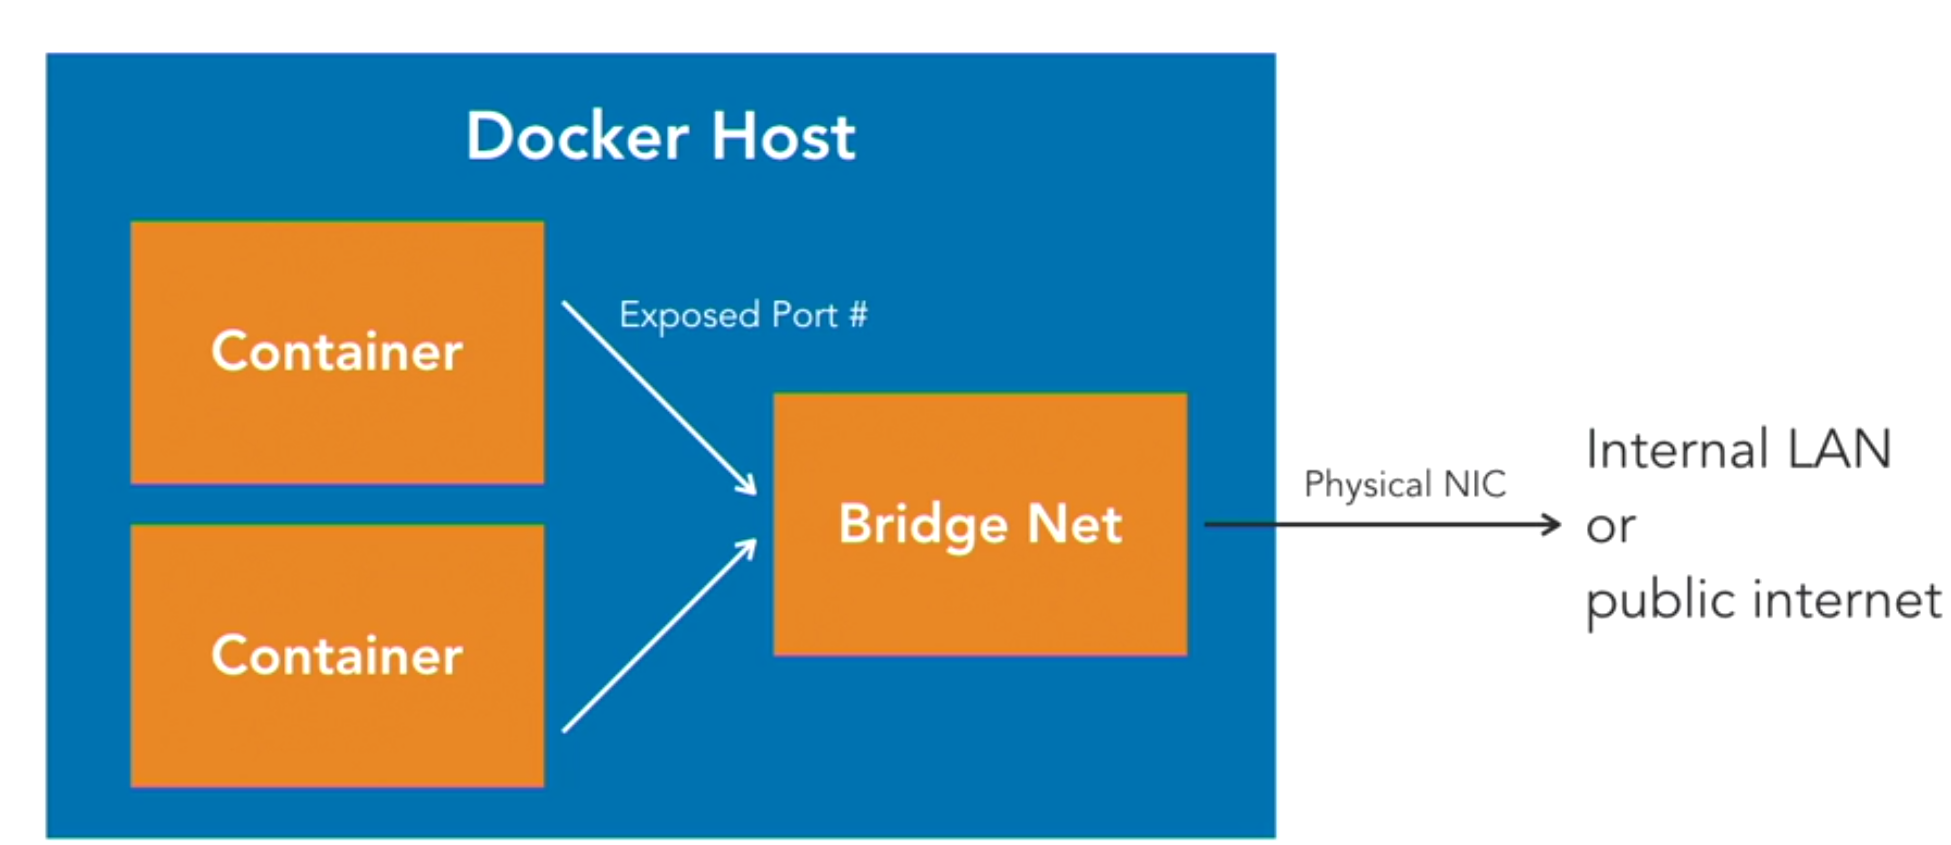 Docker Host
Container
Exposed Port #
Container
Bridge Net
Physical NIC
Internal LAN
or
public internet